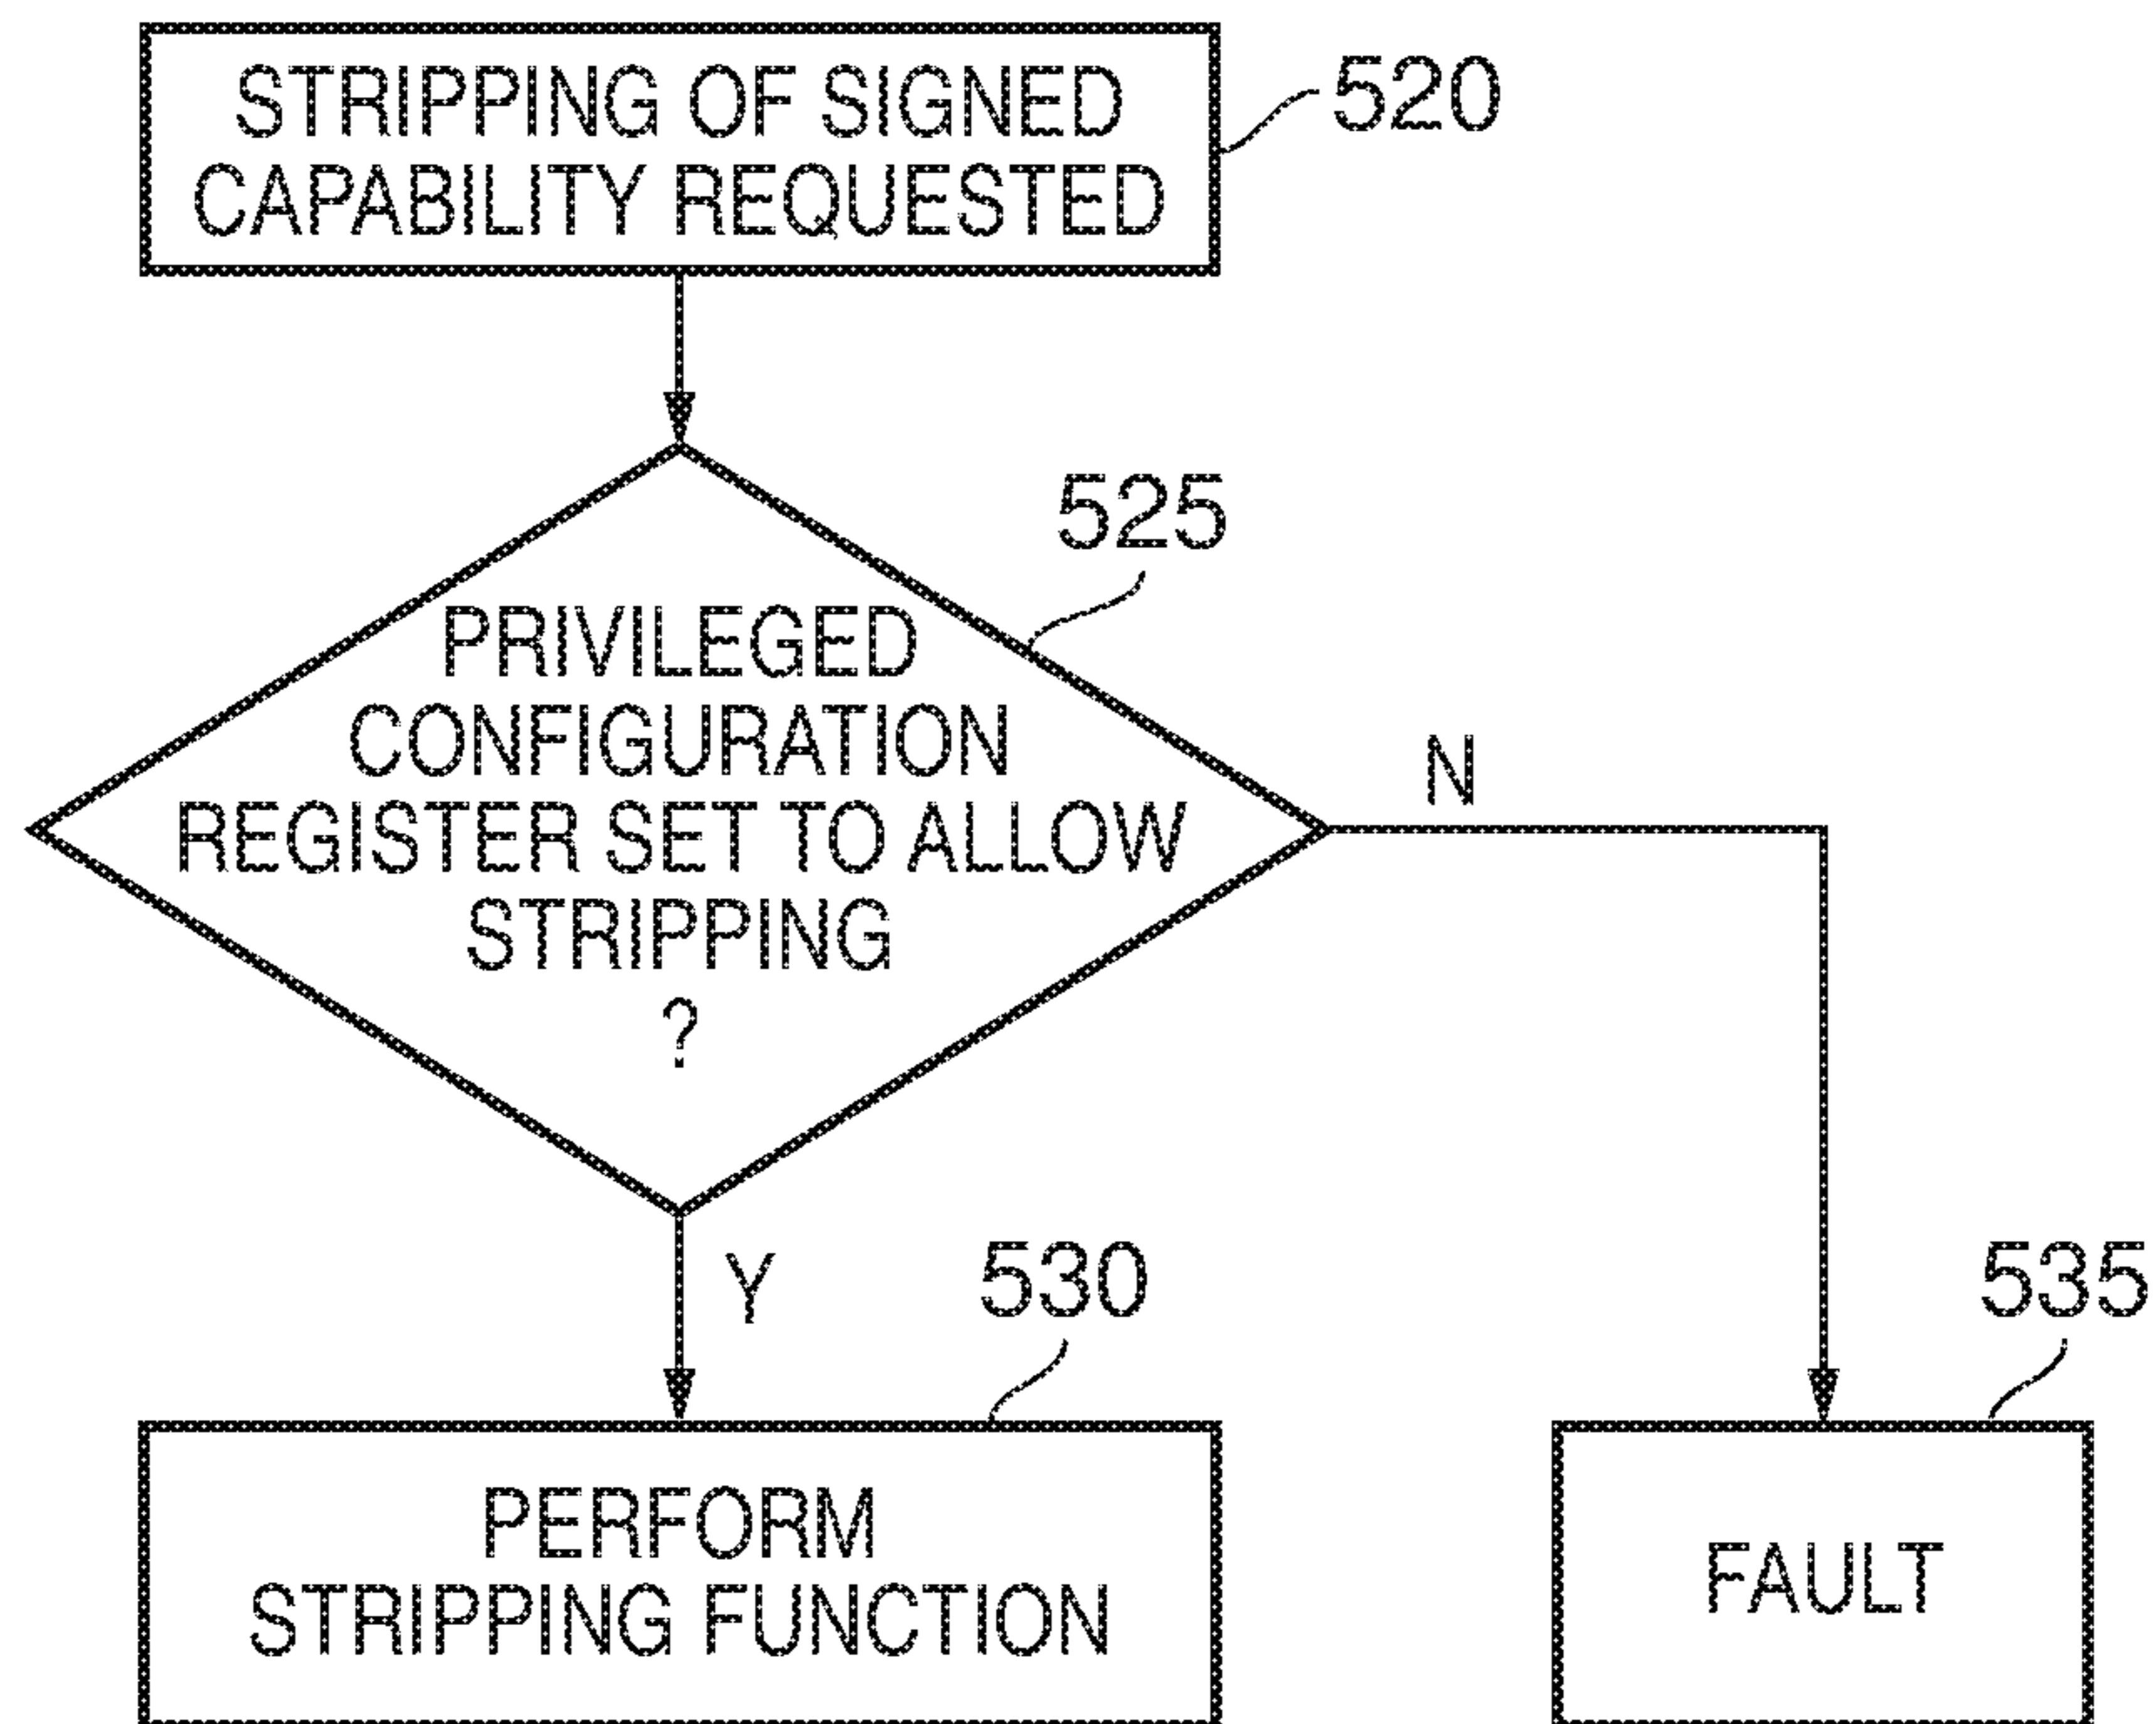 STRIPPING OF SIGNED
CAPABILITY REQUESTED
520
525
PRIVILEGED
CONFIGURATION
REGISTER SET TO ALLOW
STRIPPING
?
N
Y
530
535
PERFORM
STRIPPING FUNCTION
FAULT